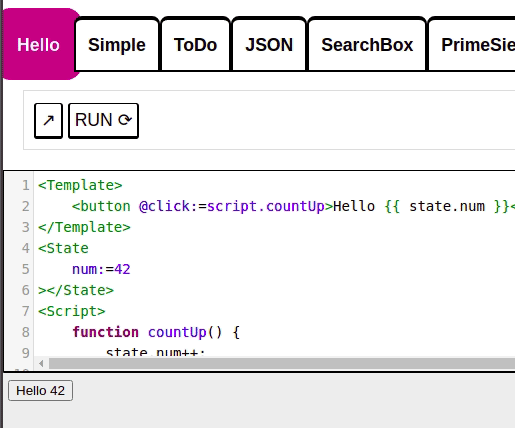 Hello Simple ToDo JSON SearchBox PrimeSie
↗ RUN ⟳
1 <Template>
2     <button @click:=script.countUp>Hello {{ state.num }}<
3 </Template>
4 <State
5     num:=42
6 ></State>
7 <Script>
8     function countUp() {
9         state.num++;
Hello 42